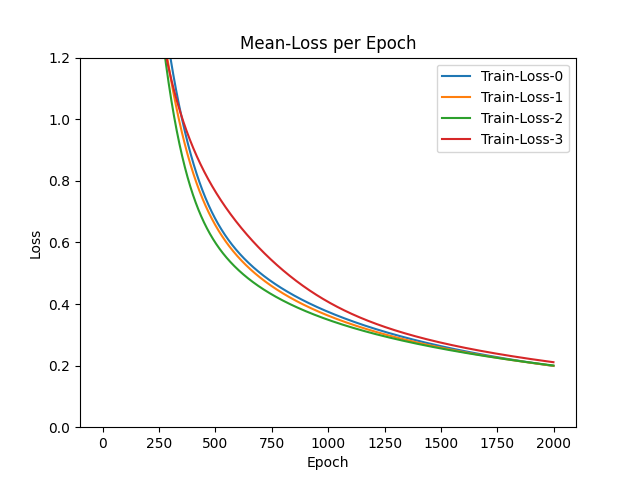 Mean-Loss per Epoch
1.2
1.0
0.8
0.6
0.4
0.2
0.0
Loss
Train-Loss-0
Train-Loss-1
Train-Loss-2
Train-Loss-3
0 250 500 750 1000 1250 1500 1750 2000
Epoch